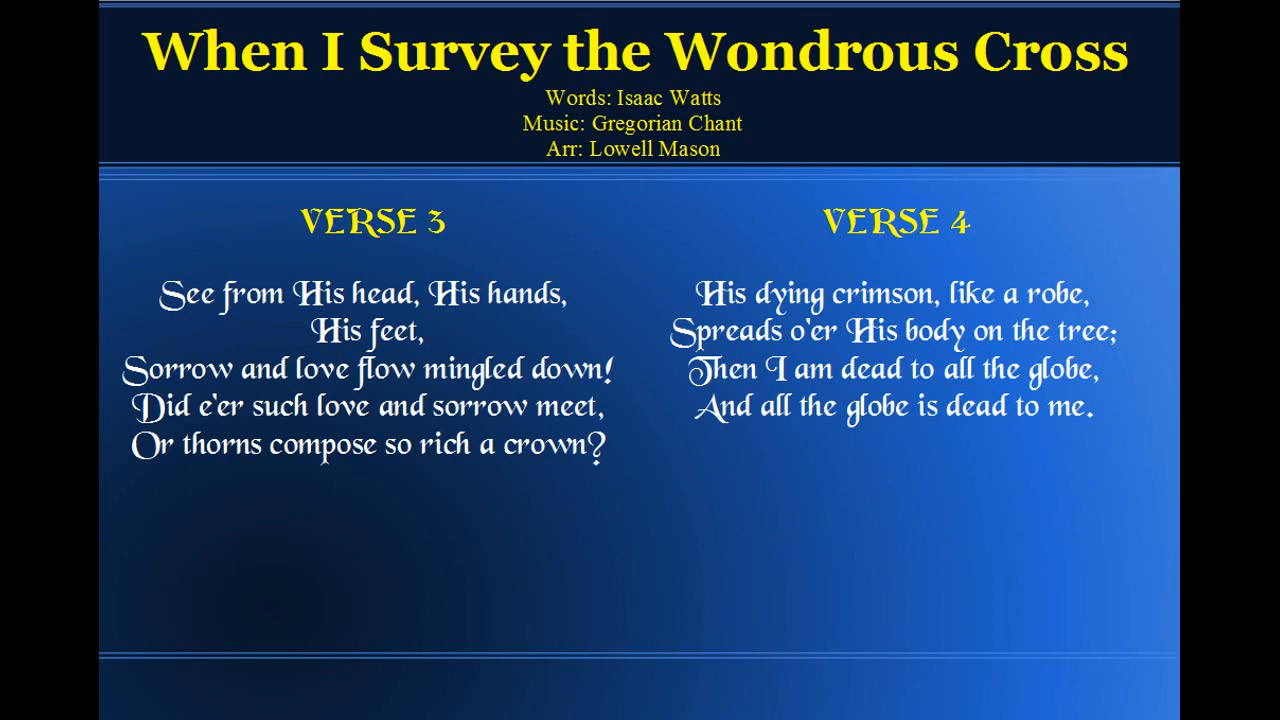 When I Survey the Wondrous Cross
Words: Isaac Watts
Music: Gregorian Chant
Arr: Lowell Mason
VERSE 3
See from His head, His hands,
His feet,
Sorrow and love flow mingled down!
Did e'er such love and sorrow meet,
Or thorns compose so rich a crown?
VERSE 4
His dying crimson, like a robe,
Spreads o'er His body on the tree;
Then I am dead to all the globe,
And all the globe is dead to me.